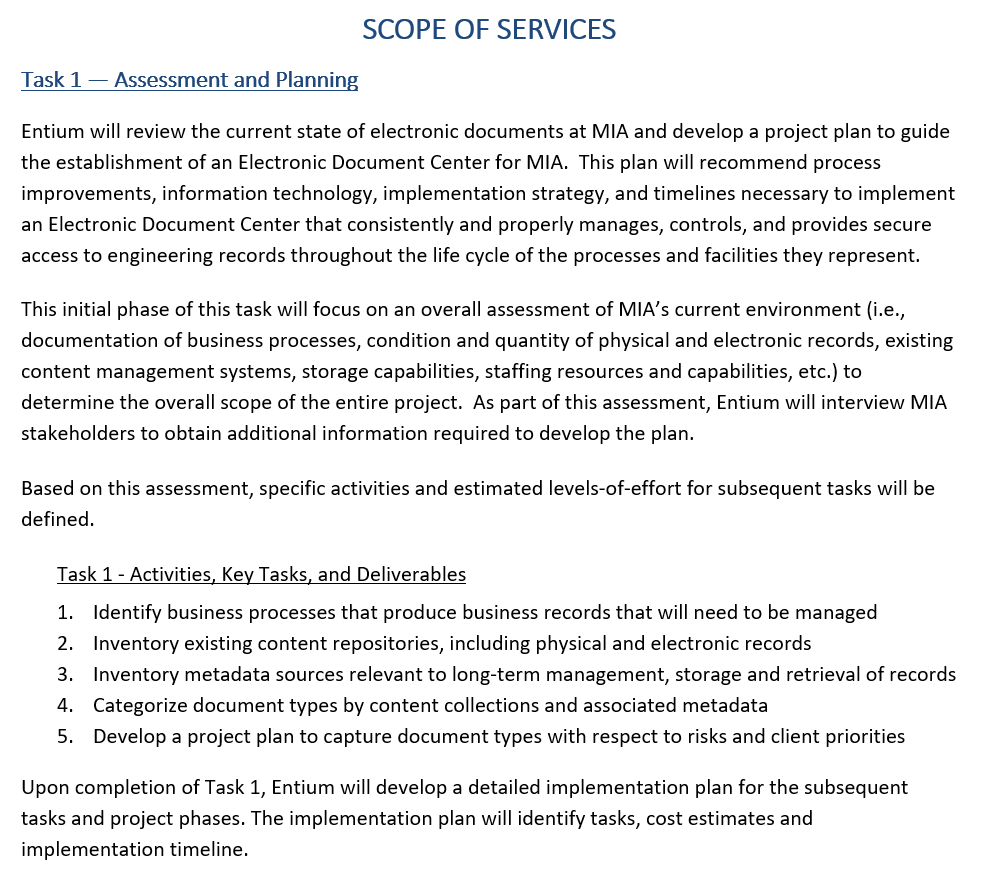 SCOPE OF SERVICES
Task 1 — Assessment and Planning
Entium will review the current state of electronic documents at MIA and develop a project plan to guide
the establishment of an Electronic Document Center for MIA.  This plan will recommend process
improvements, information technology, implementation strategy, and timelines necessary to implement
an Electronic Document Center that consistently and properly manages, controls, and provides secure
access to engineering records throughout the life cycle of the processes and facilities they represent.
This initial phase of this task will focus on an overall assessment of MIA’s current environment (i.e.,
documentation of business processes, condition and quantity of physical and electronic records, existing
content management systems, storage capabilities, staffing resources and capabilities, etc.) to
determine the overall scope of the entire project.  As part of this assessment, Entium will interview MIA
stakeholders to obtain additional information required to develop the plan.
Based on this assessment, specific activities and estimated levels-of-effort for subsequent tasks will be
defined.
Task 1 - Activities, Key Tasks, and Deliverables
1. Identify business processes that produce business records that will need to be managed
2. Inventory existing content repositories, including physical and electronic records
3. Inventory metadata sources relevant to long-term management, storage and retrieval of records
4. Categorize document types by content collections and associated metadata
5. Develop a project plan to capture document types with respect to risks and client priorities
Upon completion of Task 1, Entium will develop a detailed implementation plan for the subsequent
tasks and project phases. The implementation plan will identify tasks, cost estimates and
implementation timeline.